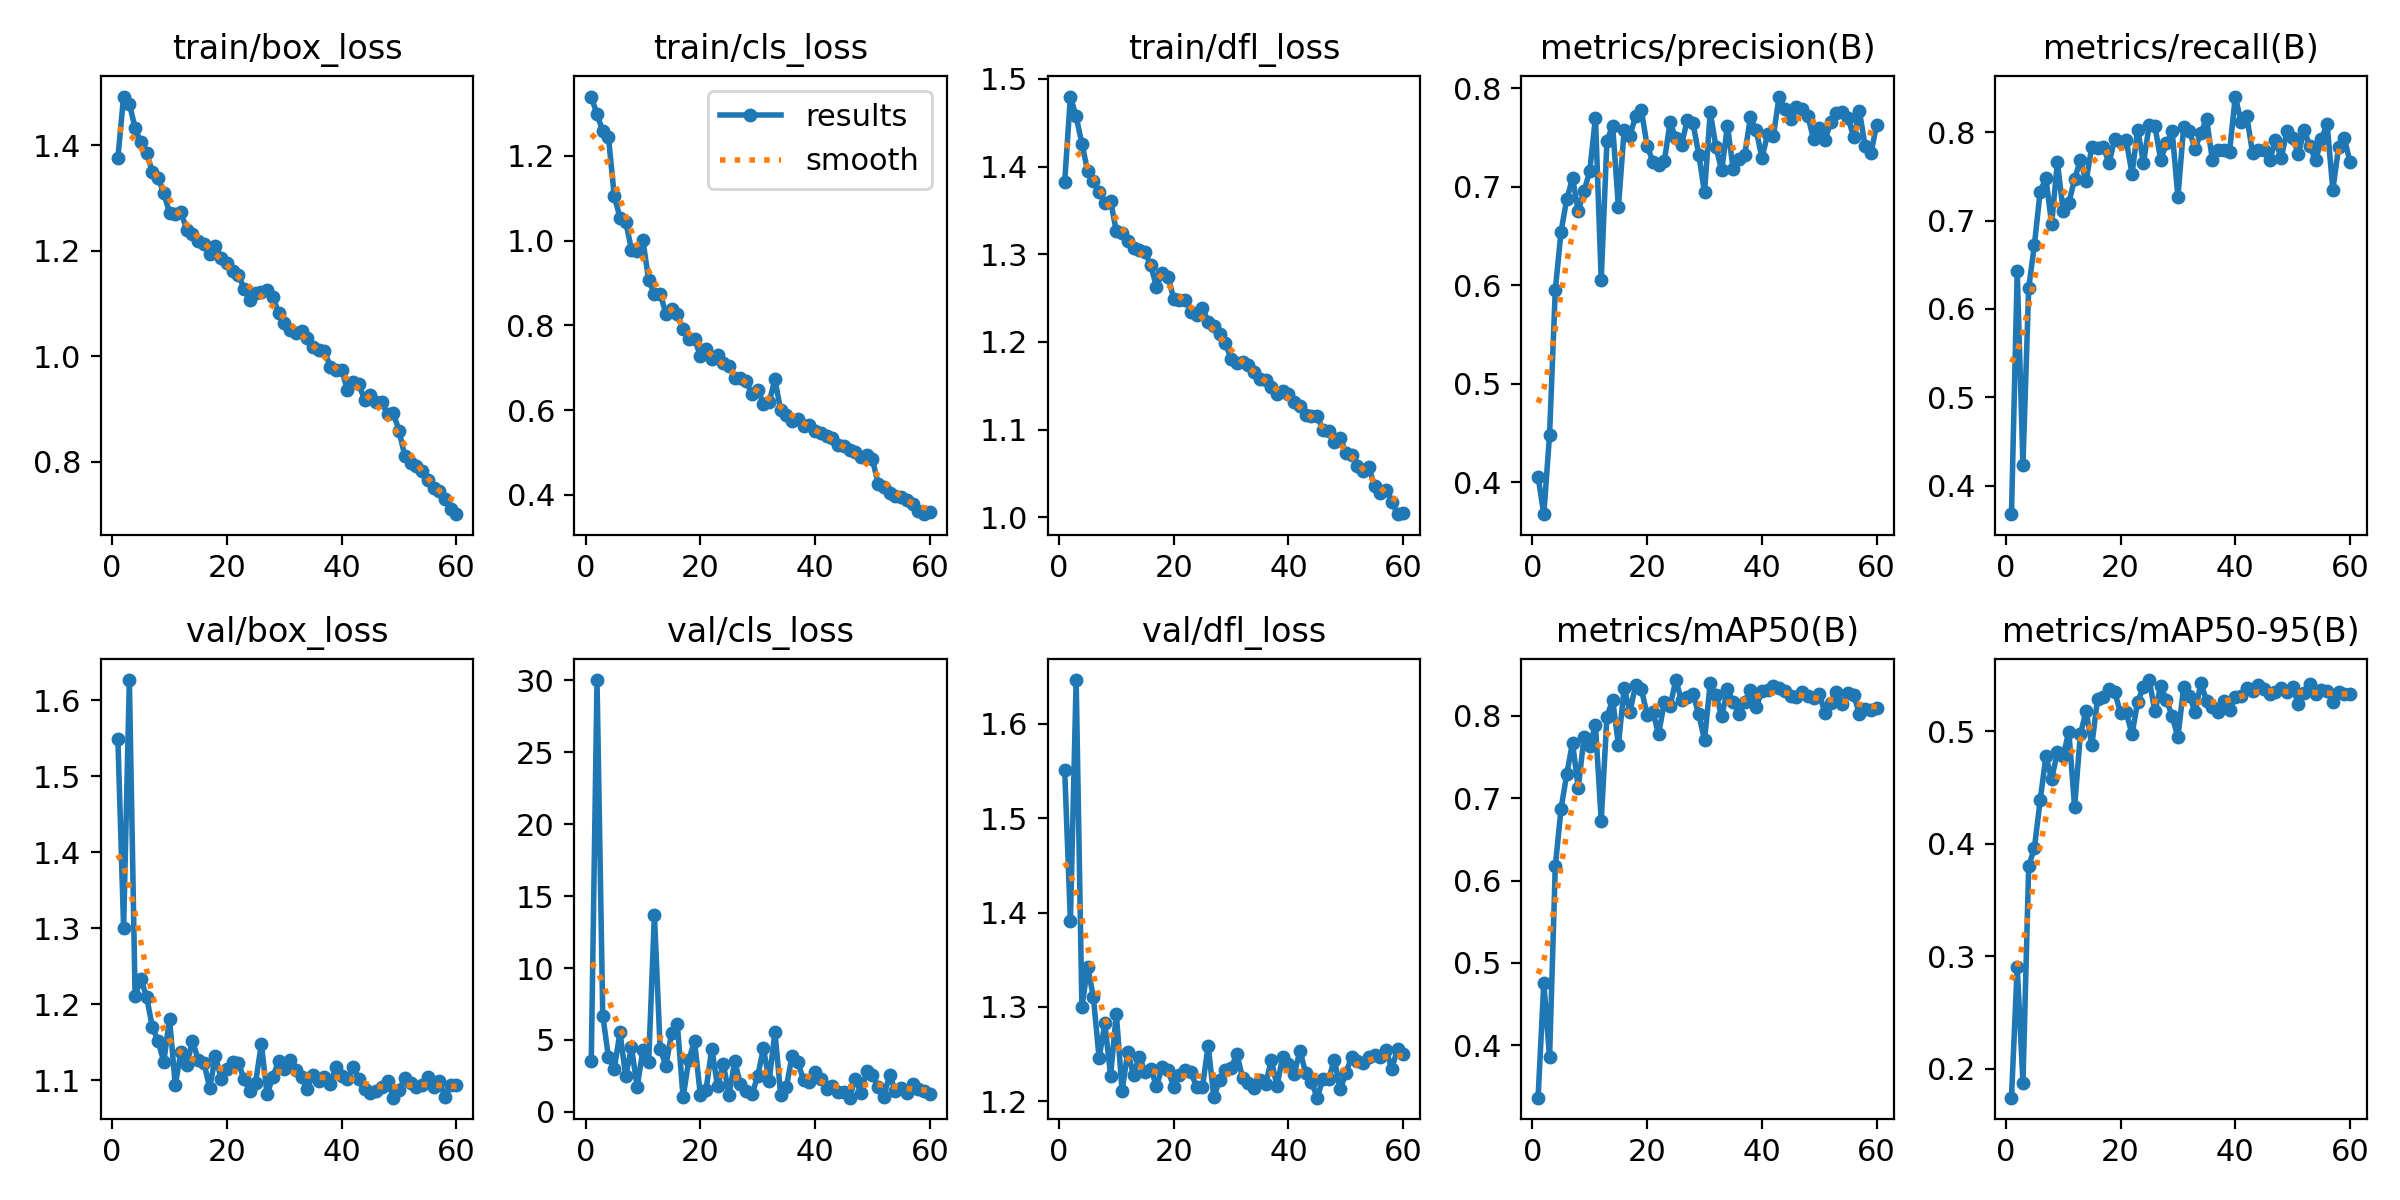 train/box_loss
train/cls_loss
train/dfl_loss
metrics/precision(B)
metrics/recall(B)
1.4
1.2
1.0
0.8
0 20 40 60
results
smooth
1.2
1.0
0.8
0.6
0.4
0 20 40 60
1.5
1.4
1.3
1.2
1.1
1.0
0 20 40 60
0.8
0.7
0.6
0.5
0.4
0 20 40 60
0.8
0.7
0.6
0.5
0.4
0 20 40 60
val/box_loss
val/cls_loss
val/dfl_loss
metrics/mAP50(B)
metrics/mAP50-95(B)
1.6
1.5
1.4
1.3
1.2
1.1
0 20 40 60
30
25
20
15
10
5
0
0 20 40 60
1.6
1.5
1.4
1.3
1.2
0 20 40 60
0.8
0.7
0.6
0.5
0.4
0 20 40 60
0.5
0.4
0.3
0.2
0 20 40 60